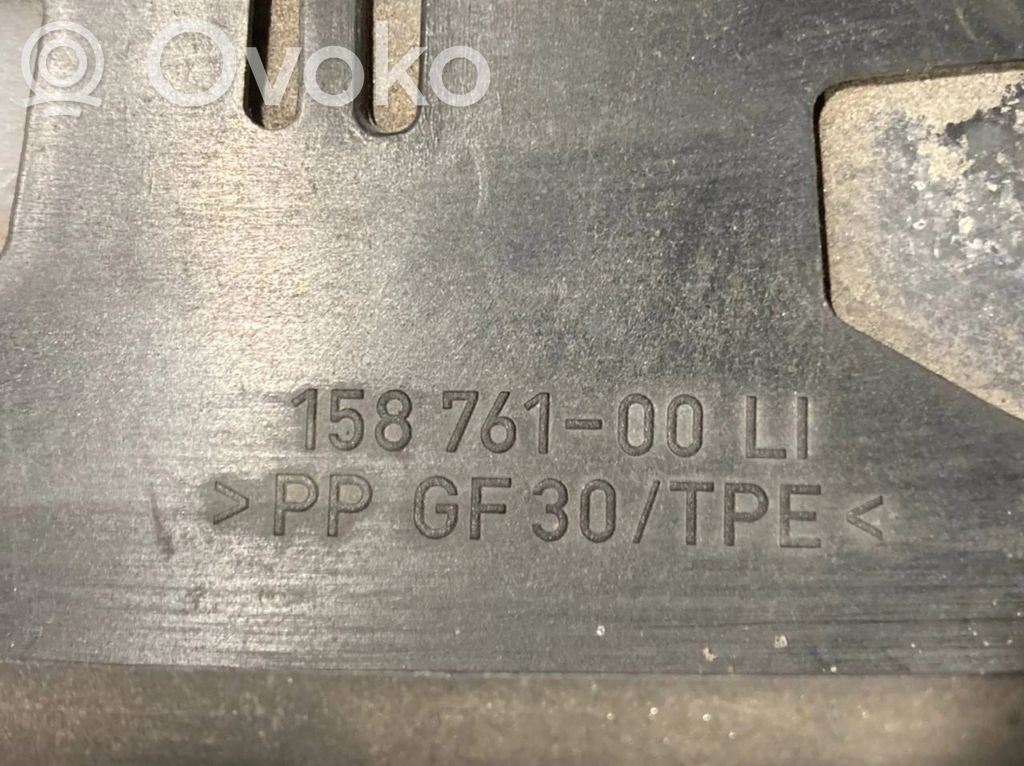 Ovoko
158 761-00 LI
>PP GF30/TPE<